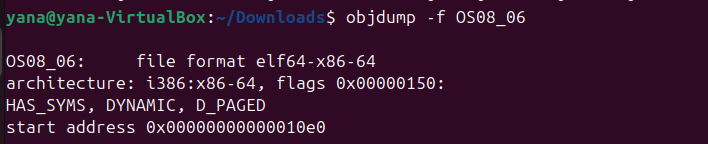 yana@yana-VirtualBox:~/Downloads$ objdump -f OS08_06
OS08_06:     file format elf64-x86-64
architecture: i386:x86-64, flags 0x00000150:
HAS_SYMS, DYNAMIC, D_PAGED
start address 0x00000000000010e0